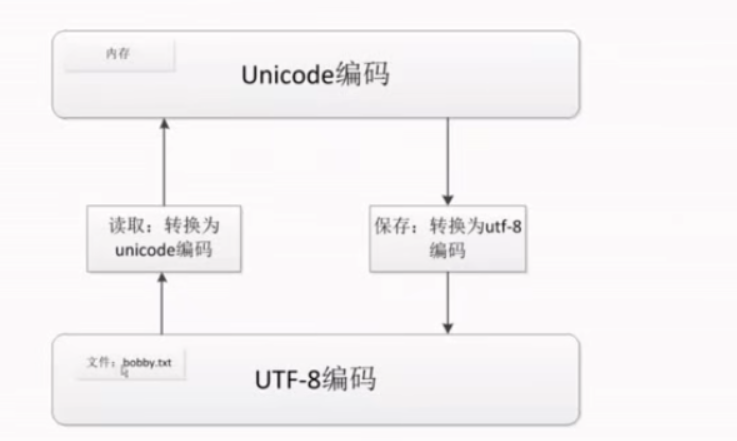 内存
Unicode编码
读取：转换为
unicode编码
保存：转换为utf-8
编码
文件：bobby.txt
UTF-8编码